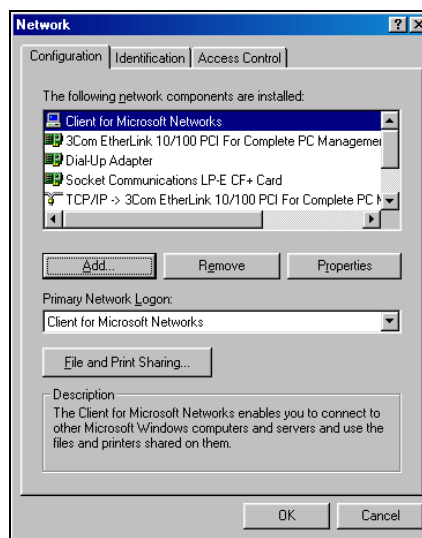 Network
Configuration Identification Access Control
The following network components are installed:
Client for Microsoft Networks
3Com EtherLink 10/100 PCI For Complete PC
Dial-Up Adapter
Socket Communications LP-E CF+ Card
TCP/IP -> 3Com EtherLink 10/100 PCI For Complete PC
Add... Remove Properties
Primary Network Logon:
Client for Microsoft Networks
File and Print Sharing...
Description
The Client for Microsoft Networks enables you to connect to
other Microsoft Windows computers and servers and use the
files and printers shared on them.
OK Cancel